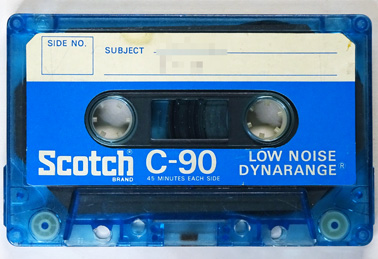 SIDE NO.
SUBJECT
Scotch®
BRAND
C-90
45 MINUTES EACH SIDE
LOW NOISE
DYNARANGE®